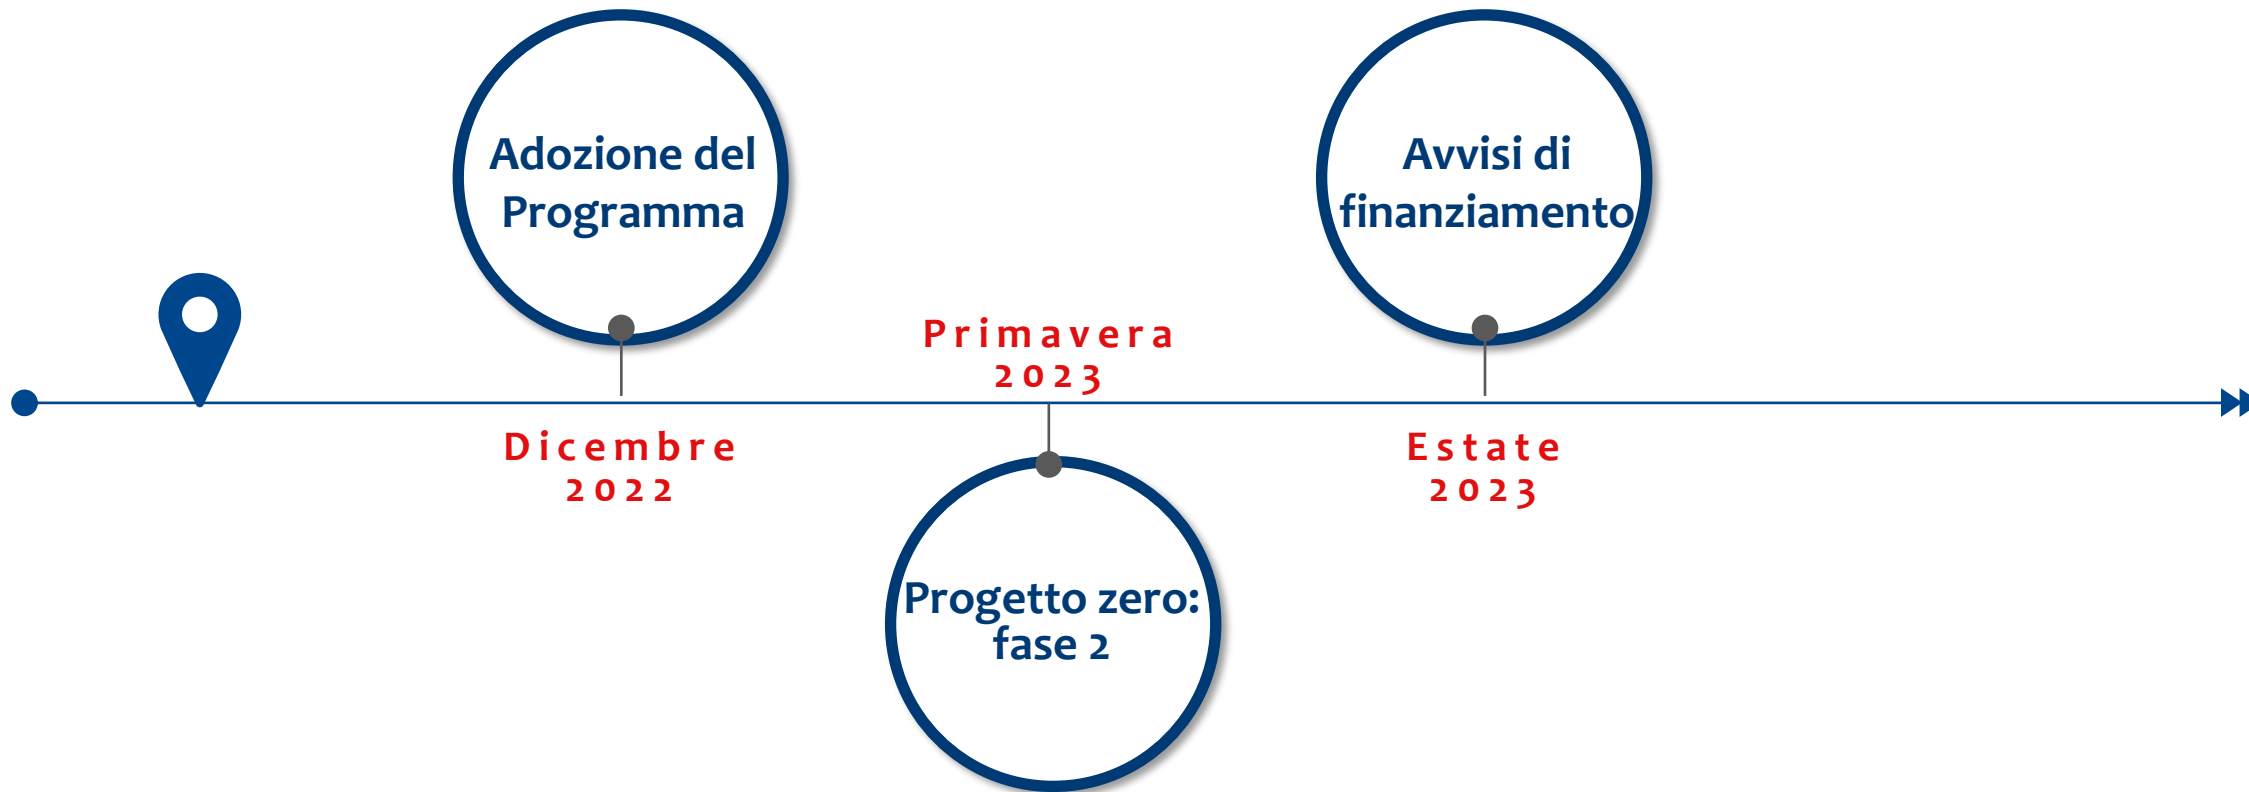 Adozione del
Programma
Dicembre
2022
Primavera
2023
Progetto zero:
fase 2
Avvisi di
finanziamento
Estate
2023